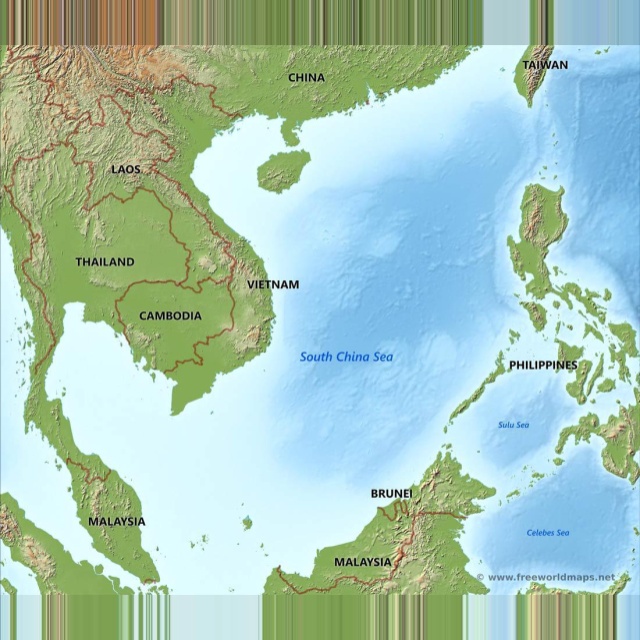 TAIWAN
CHINA
LAOS
THAILAND
VIETNAM
CAMBODIA
South China Sea
PHILIPPINES
Sulu Sea
BRUNEI
MALAYSIA
Celebes Sea
MALAYSIA
© www.freeworldmaps.net